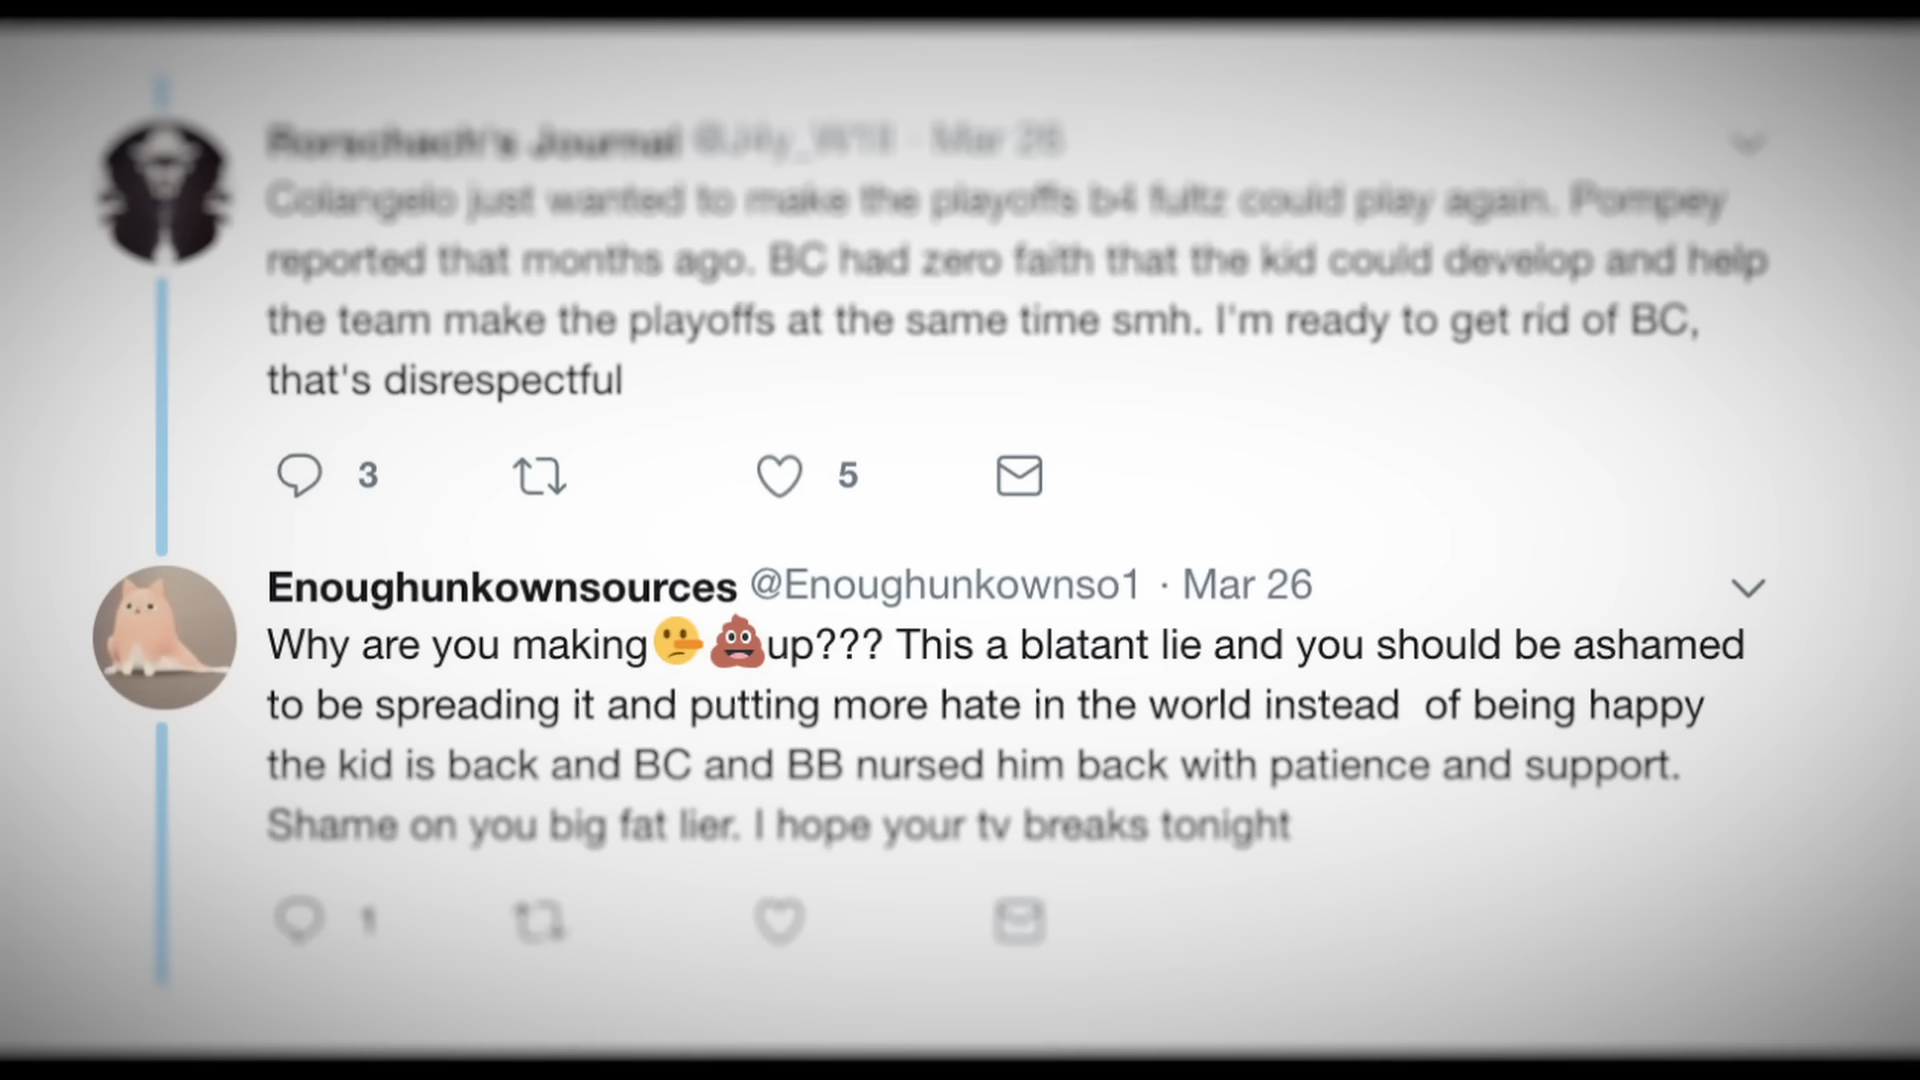 Rorschach's Journal · Mar 26
Colangelo just wanted to make the playoffs b4 fultz could play again. Pompey
reported that months ago. BC had zero faith that the kid could develop and help
the team make the playoffs at the same time smh. I'm ready to get rid of BC,
that's disrespectful
3 5
Enoughunkownsources @Enoughunkownso1 · Mar 26
Why are you making🤥💩up??? This a blatant lie and you should be ashamed
to be spreading it and putting more hate in the world instead  of being happy
the kid is back and BC and BB nursed him back with patience and support.
Shame on you big fat lier. I hope your tv breaks tonight
1